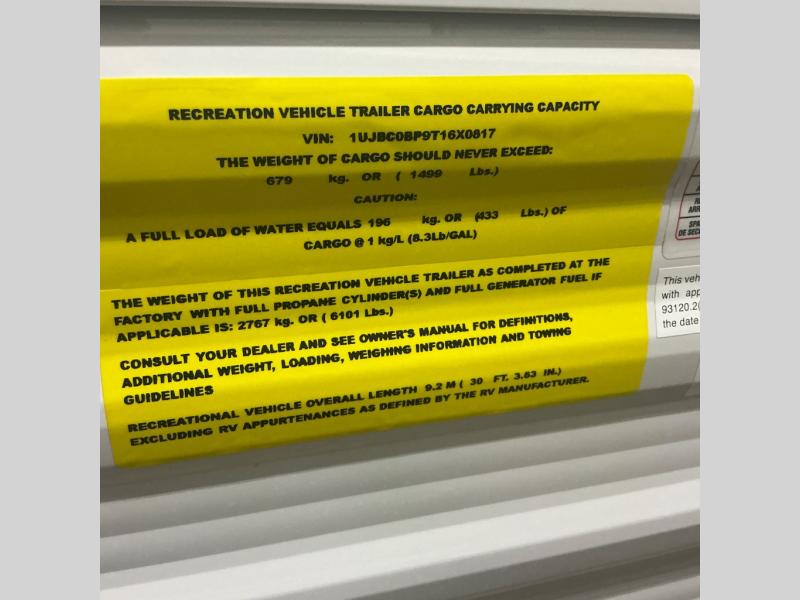 RECREATION VEHICLE TRAILER CARGO CARRYING CAPACITY
VIN: 1UJBC0BP9T16X0817
THE WEIGHT OF CARGO SHOULD NEVER EXCEED:
679 kg. OR ( 1499 Lbs.)
CAUTION:
A FULL LOAD OF WATER EQUALS 196 kg. OR (433 Lbs.) OF
CARGO @ 1 kg/L (8.3Lb/GAL)
THE WEIGHT OF THIS RECREATION VEHICLE TRAILER AS COMPLETED AT THE
FACTORY WITH FULL PROPANE CYLINDER(S) AND FULL GENERATOR FUEL IF
APPLICABLE IS: 2767 kg. OR ( 6101 Lbs.)
CONSULT YOUR DEALER AND SEE OWNER'S MANUAL FOR DEFINITIONS,
ADDITIONAL WEIGHT, LOADING, WEIGHING INFORMATION AND TOWING
GUIDELINES
RECREATIONAL VEHICLE OVERALL LENGTH 9.2 M ( 30 FT. 3.63 IN.)
EXCLUDING RV APPURTENANCES AS DEFINED BY THE RV MANUFACTURER.
ARR
SPA
DE SEC
This veh
with app
93120.2(
the date